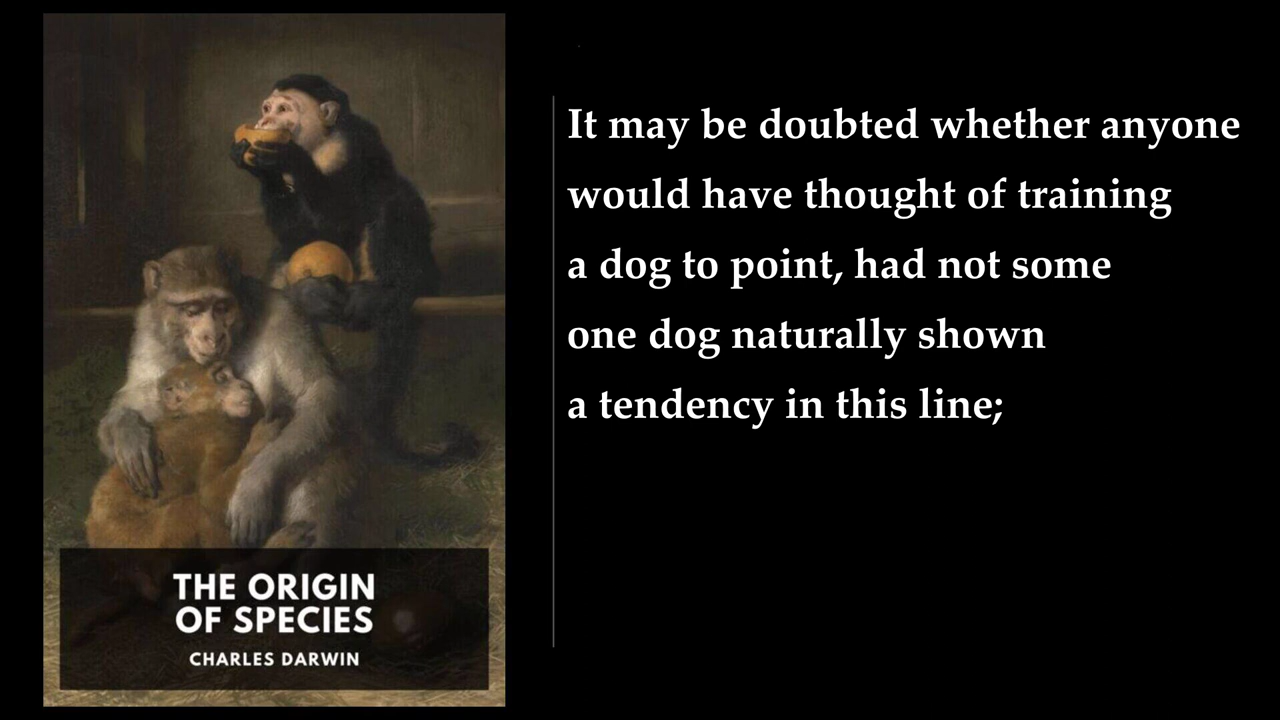 It may be doubted whether anyone
would have thought of training
a dog to point, had not some
one dog naturally shown
a tendency in this line;
THE ORIGIN
OF SPECIES
CHARLES DARWIN